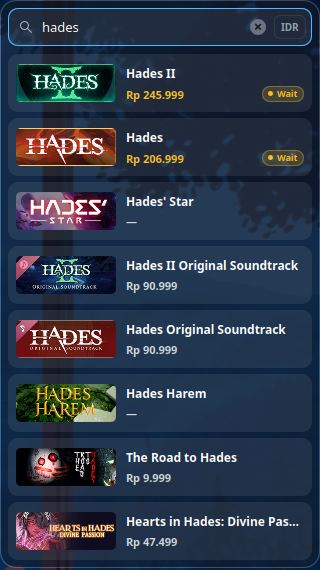 hades
IDR
HADES II
Hades II
Rp 245.999
Wait
HADES
Hades
Rp 206.999
Wait
HADES'
STAR
Hades' Star
—
HADES II
ORIGINAL SOUNDTRACK
Hades II Original Soundtrack
Rp 90.999
HADES
ORIGINAL SOUNDTRACK
Hades Original Soundtrack
Rp 90.999
HADES
HAREM
Hades Harem
—
The Road to Hades
Rp 9.999
HEARTS IN HADES
DIVINE PASSION
Hearts in Hades: Divine Pas...
Rp 47.499